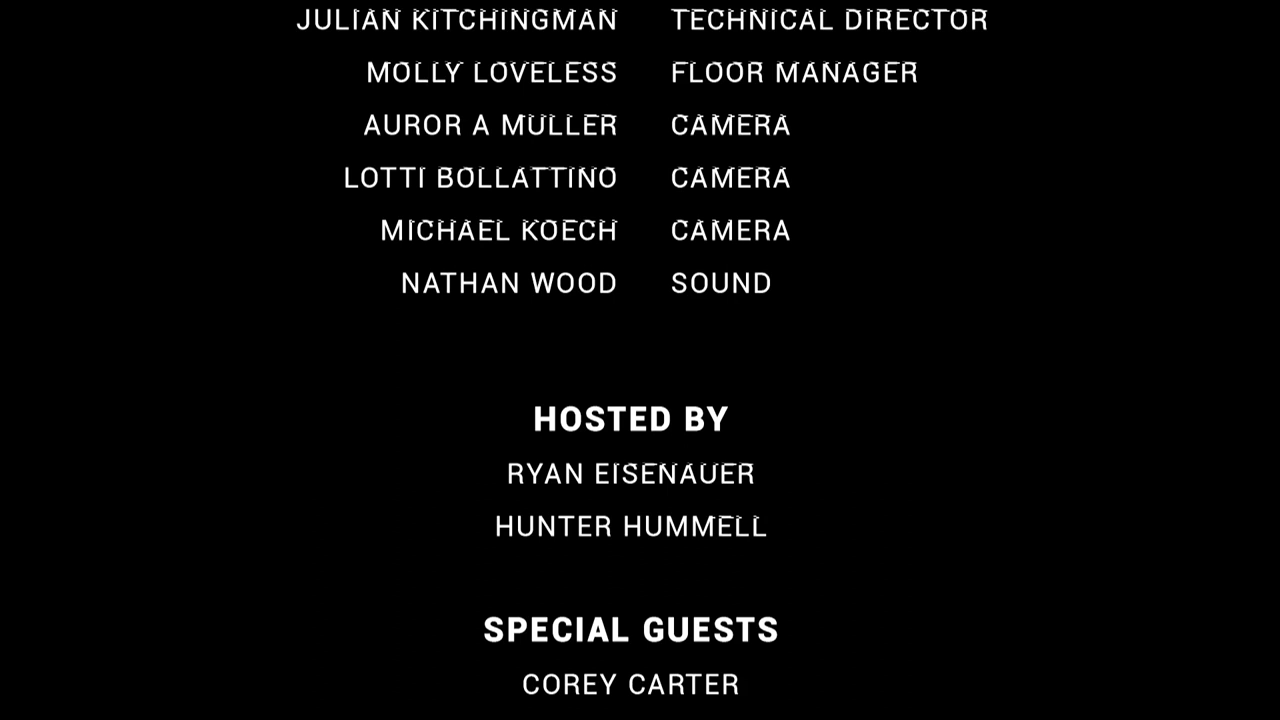 JULIAN KITCHINGMAN TECHNICAL DIRECTOR
MOLLY LOVELESS FLOOR MANAGER
AUROR A MULLER CAMERA
LOTTI BOLLATTINO CAMERA
MICHAEL KOECH CAMERA
NATHAN WOOD SOUND
HOSTED BY
RYAN EISENAUER
HUNTER HUMMELL
SPECIAL GUESTS
COREY CARTER